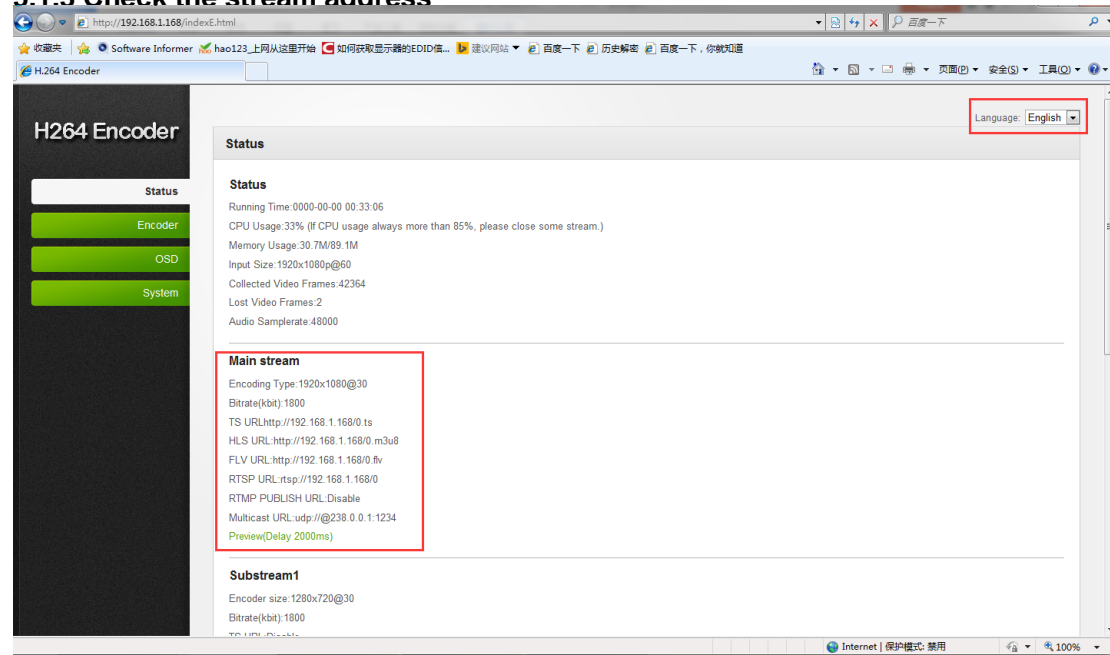 5.1.5 Check the stream address
http://192.168.1.168/indexE.html
百度一下
收藏夹
Software Informer
hao123_上网从这里开始
如何获取显示器的EDID信...
建议网站
百度一下
历史解密
百度一下，你就知道
H.264 Encoder
页面(P)
安全(S)
工具(O)
H264 Encoder
Language: English
Status
Status
Encoder
OSD
System
Status
Running Time:0000-00-00 00:33:06
CPU Usage:33% (If CPU usage always more than 85%, please close some stream.)
Memory Usage:30.7M/89.1M
Input Size:1920x1080p@60
Collected Video Frames:42364
Lost Video Frames:2
Audio Samplerate:48000
Main stream
Encoding Type:1920x1080@30
Bitrate(kbit):1800
TS URLhttp://192.168.1.168/0.ts
HLS URL:http://192.168.1.168/0.m3u8
FLV URL:http://192.168.1.168/0.flv
RTSP URL:rtsp://192.168.1.168/0
RTMP PUBLISH URL:Disable
Multicast URL:udp://@238.0.0.1:1234
Preview(Delay 2000ms)
Substream1
Encoder size:1280x720@30
Bitrate(kbit):1800
TS URL:Disable
Internet | 保护模式: 禁用
100%